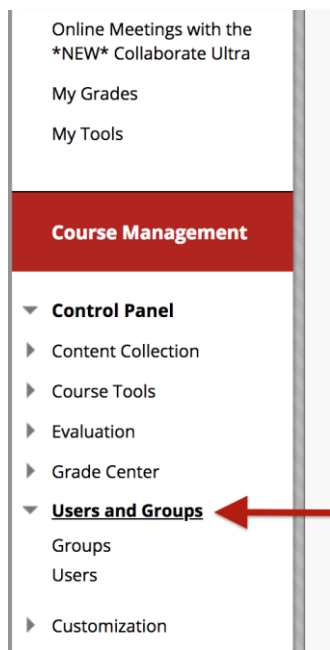 Online Meetings with the
*NEW* Collaborate Ultra
My Grades
My Tools
Course Management
Control Panel
Content Collection
Course Tools
Evaluation
Grade Center
Users and Groups
Groups
Users
Customization